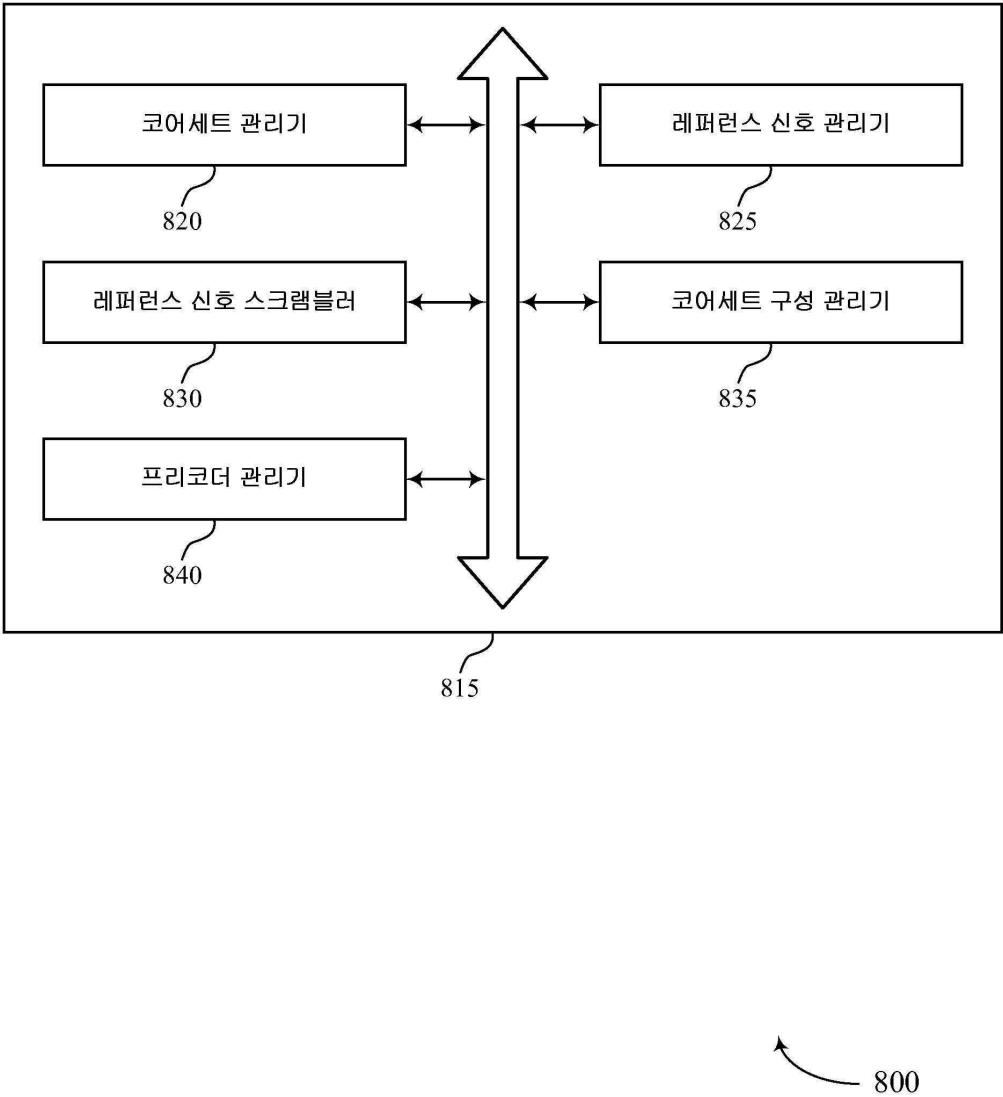 코어세트 관리기
820
레퍼런스 신호 관리기
825
레퍼런스 신호 스크램블러
830
코어세트 구성 관리기
835
프리코더 관리기
840
815
800